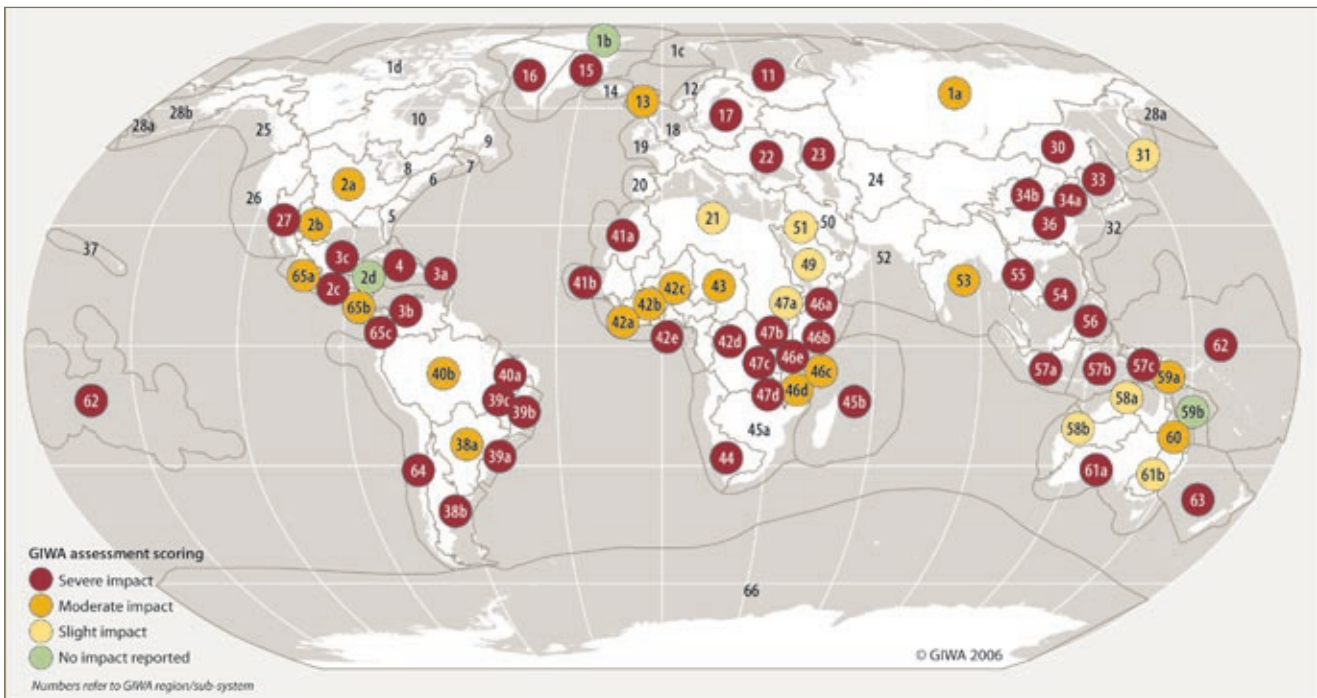 1b
1c
1d
16
15
11
14
12
13
1a
28b
28a
28a
10
17
25
18
9
30
19
22
23
31
8
7
33
2a
6
20
24
26
34b
34a
5
27
2b
21
51
50
36
32
41a
37
3c
4
49
52
65a
2d
3a
41b
53
55
2c
42c
43
54
65b
3b
42b
47a
46a
42a
56
65c
42e
42d
47b
46b
62
47c
46e
57a
57b
57c
40b
40a
46c
59a
62
39c
47d
46d
45b
58a
39b
59b
45a
58b
38a
60
39a
44
64
61a
61b
38b
63
GIWA assessment scoring
Severe impact
66
Moderate impact
Slight impact
No impact reported
© GIWA 2006
Numbers refer to GIWA region/sub-system